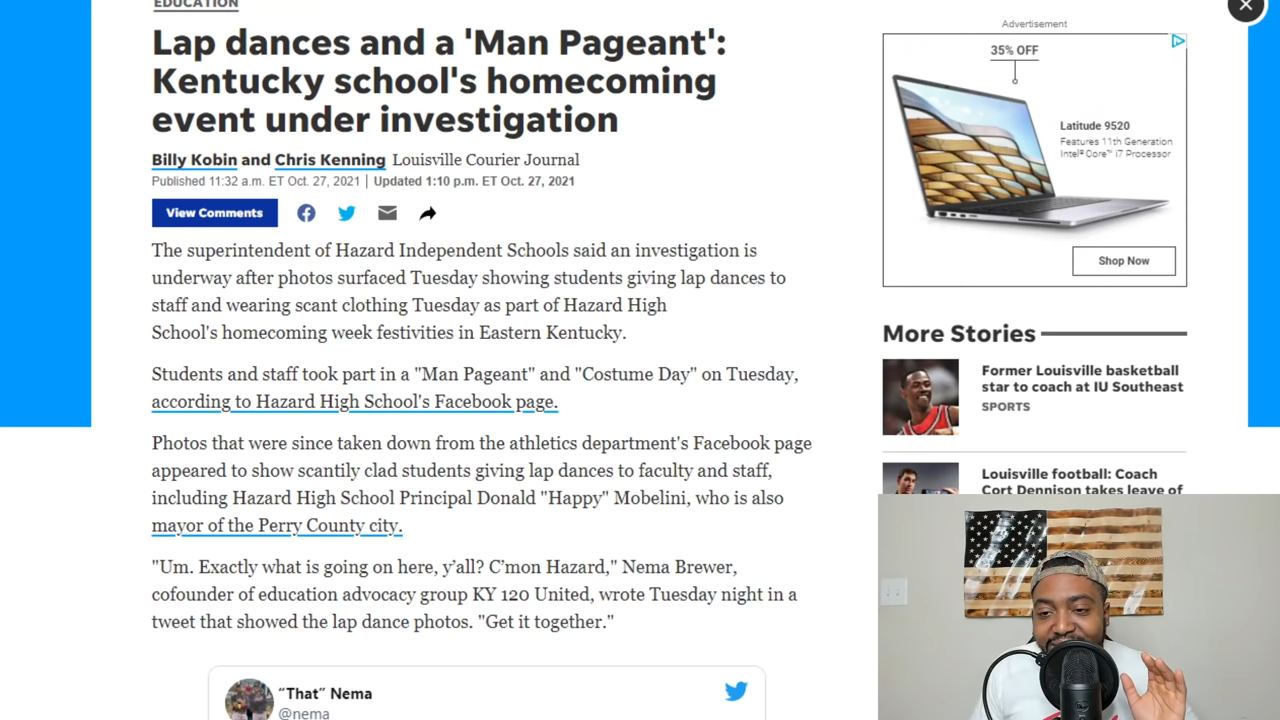 EDUCATION
Lap dances and a 'Man Pageant':
Kentucky school's homecoming
event under investigation
Billy Kobin and Chris Kenning Louisville Courier Journal
Published 11:32 a.m. ET Oct. 27, 2021 | Updated 1:10 p.m. ET Oct. 27, 2021
View Comments
The superintendent of Hazard Independent Schools said an investigation is
underway after photos surfaced Tuesday showing students giving lap dances to
staff and wearing scant clothing Tuesday as part of Hazard High
School's homecoming week festivities in Eastern Kentucky.
Students and staff took part in a "Man Pageant" and "Costume Day" on Tuesday,
according to Hazard High School's Facebook page.
Photos that were since taken down from the athletics department's Facebook page
appeared to show scantily clad students giving lap dances to faculty and staff,
including Hazard High School Principal Donald "Happy" Mobelini, who is also
mayor of the Perry County city.
"Um. Exactly what is going on here, y'all? C'mon Hazard," Nema Brewer,
cofounder of education advocacy group KY 120 United, wrote Tuesday night in a
tweet that showed the lap dance photos. "Get it together."
"That" Nema
@nema
Advertisement
35% OFF
Latitude 9520
Features 11th Generation
Intel® Core™ i7 Processor
Shop Now
More Stories
Former Louisville basketball
star to coach at IU Southeast
SPORTS
Louisville football: Coach
Cort Dennison takes leave of